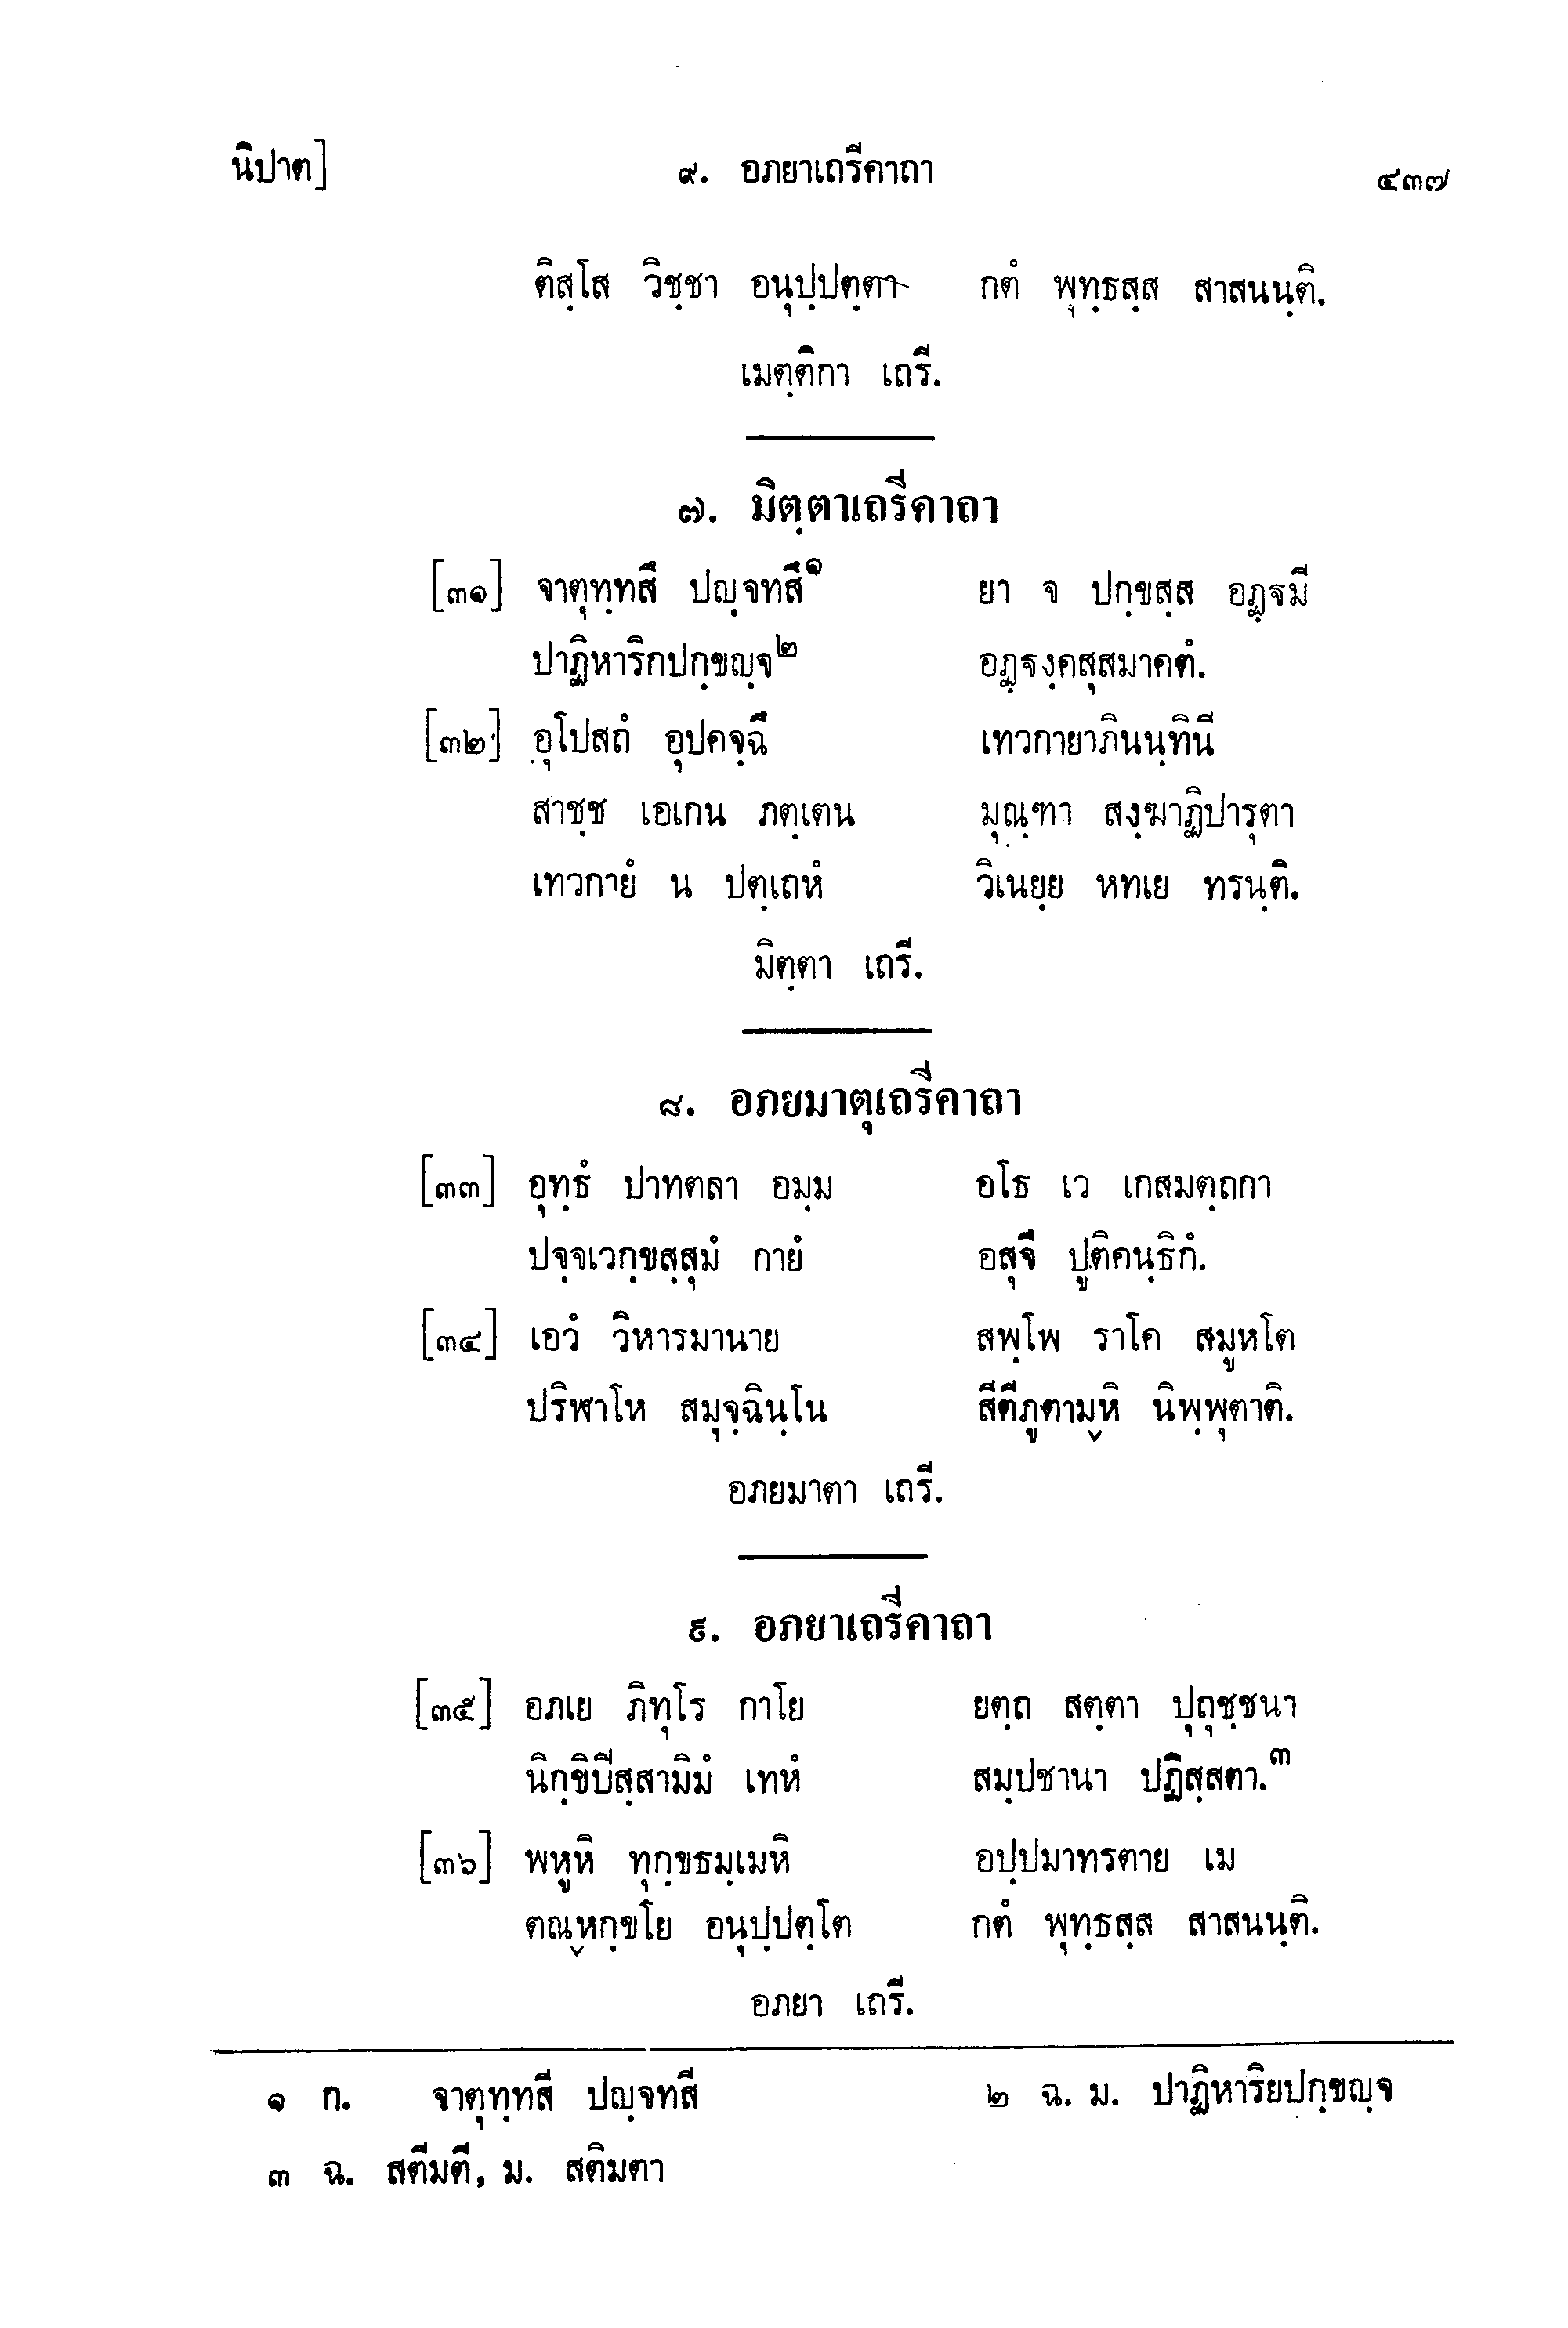 นิปาต] ๙. อภยาเถรีคาถา ๔๓๗
ติสฺโส วิชฺชา อนุปฺปตฺตา กตํ พุทฺธสฺส สาสนนฺติ.
เมตฺติกา เถรี.
๗. มิตฺตาเถรีคาถา
[๓๑] จาตุทฺทสึ ปญฺจทสึ๑ ยา จ ปกฺขสฺส อฏฺฐมี
ปาฏิหาริกปกฺขญฺจ๒ อฏฺฐงฺคสุสมาคตํ.
[๓๒] อุโปสถํ อุปคจฺฉึ เทวกายาภินนฺทินี
สาชฺช เอเกน ภตฺเตน มุณฺฑา สงฺฆาฏิปารุตา
เทวกายํ น ปตฺเถหํ วิเนยฺย หทเย ทรนฺติ.
มิตฺตา เถรี.
๘. อภยมาตุเถรีคาถา
[๓๓] อุทฺธํ ปาทตลา อมฺม อโธ เว เกสมตฺถกา
ปจฺจเวกฺขสฺสุมํ กายํ อสุจึ ปูติคนฺธิกํ.
[๓๔] เอวํ วิหารมานาย สพฺโพ ราโค สมูหโต
ปริฬาโห สมุจฺฉินฺโน สีตีภูตามฺหิ นิพฺพุตาติ.
อภยมาตา เถรี.
๙. อภยาเถรีคาถา
[๓๕] อภเย ภิทุโร กาโย ยตฺถ สตฺตา ปุถุชฺชนา
นิกฺขิปีสฺสามิมํ เทหํ สมฺปชานา ปฏิสฺสตา.๓
[๓๖] พหูหิ ทุกฺขธมฺเมหิ อปฺปมาทรตาย เม
ตณฺหกฺขโย อนุปฺปตฺโต กตํ พุทฺธสฺส สาสนนฺติ.
อภยา เถรี.
๑ ก. จาตุทฺทสี ปญฺจทสี ๒ ฉ. ม. ปาฏิหาริยปกฺขญฺจ
๓ ฉ. สตีมตี, ม. สติมตา